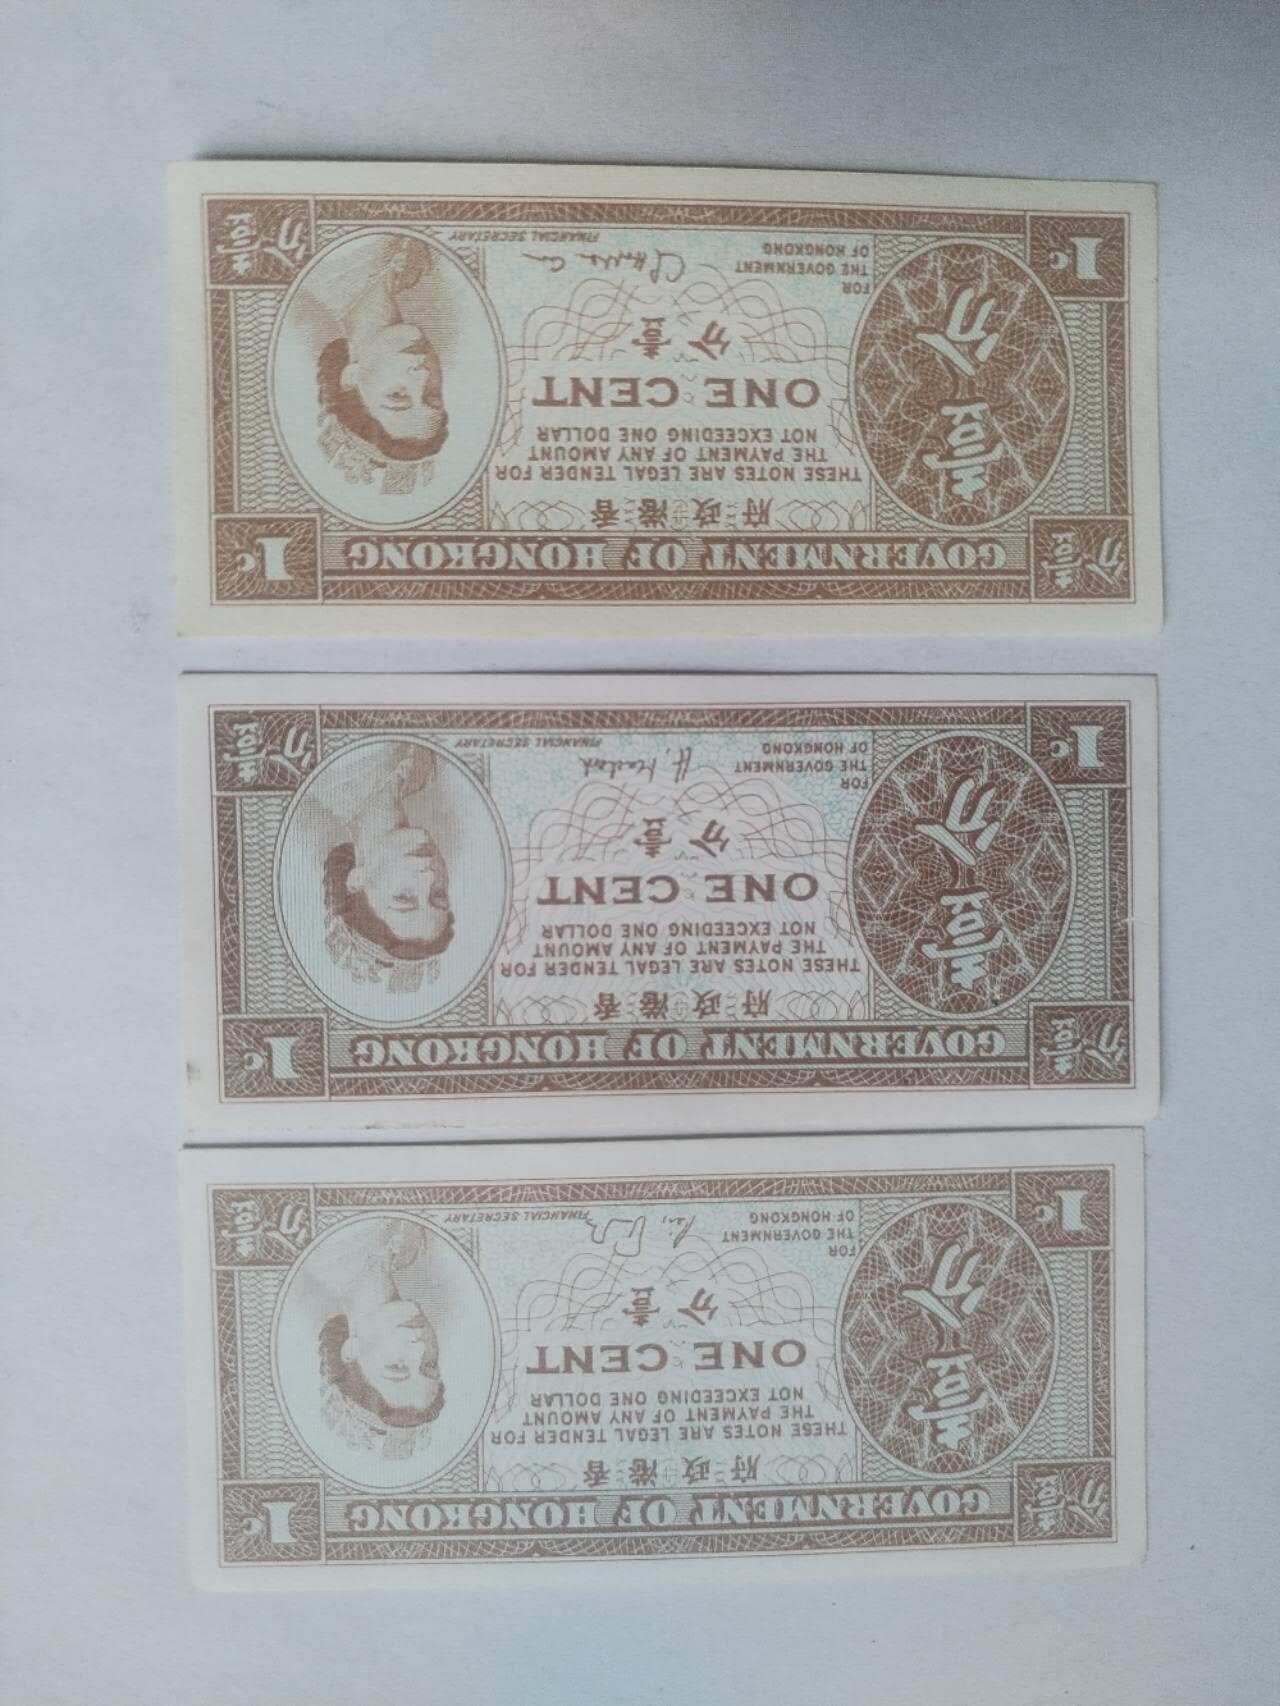 壹分 GOVERNMENT OF HONGKONG 1c
香港政府
THESE NOTES ARE LEGAL TENDER FOR
THE PAYMENT OF ANY AMOUNT
NOT EXCEEDING ONE DOLLAR
壹分
ONE CENT
壹分
FOR
THE GOVERNMENT
OF HONGKONG
FINANCIAL SECRETARY
1c 壹分
壹分 GOVERNMENT OF HONGKONG 1c
香港政府
THESE NOTES ARE LEGAL TENDER FOR
THE PAYMENT OF ANY AMOUNT
NOT EXCEEDING ONE DOLLAR
壹分
ONE CENT
壹分
FOR
THE GOVERNMENT
OF HONGKONG
FINANCIAL SECRETARY
1c 壹分
壹分 GOVERNMENT OF HONGKONG 1c
香港政府
THESE NOTES ARE LEGAL TENDER FOR
THE PAYMENT OF ANY AMOUNT
NOT EXCEEDING ONE DOLLAR
壹分
ONE CENT
壹分
FOR
THE GOVERNMENT
OF HONGKONG
FINANCIAL SECRETARY
1c 壹分